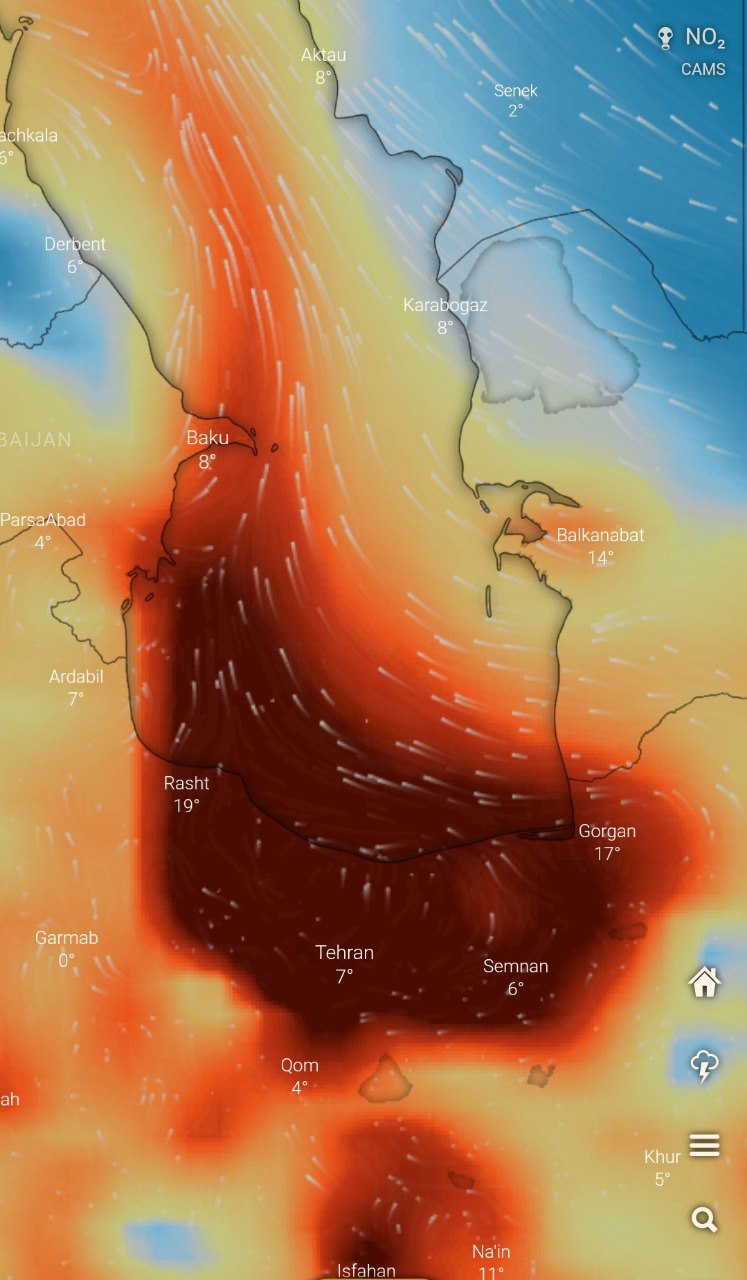 NO₂
CAMS
Aktau
8°
Senek
2°
achkala
6°
Derbent
6°
Karabogaz
8°
BAIJAN
Baku
8°
ParsaAbad
4°
Balkanabat
14°
Ardabil
7°
Rasht
19°
Gorgan
17°
Garmab
0°
Tehran
7°
Semnan
6°
Qom
4°
ah
Khur
5°
Na'in
11°
Isfahan